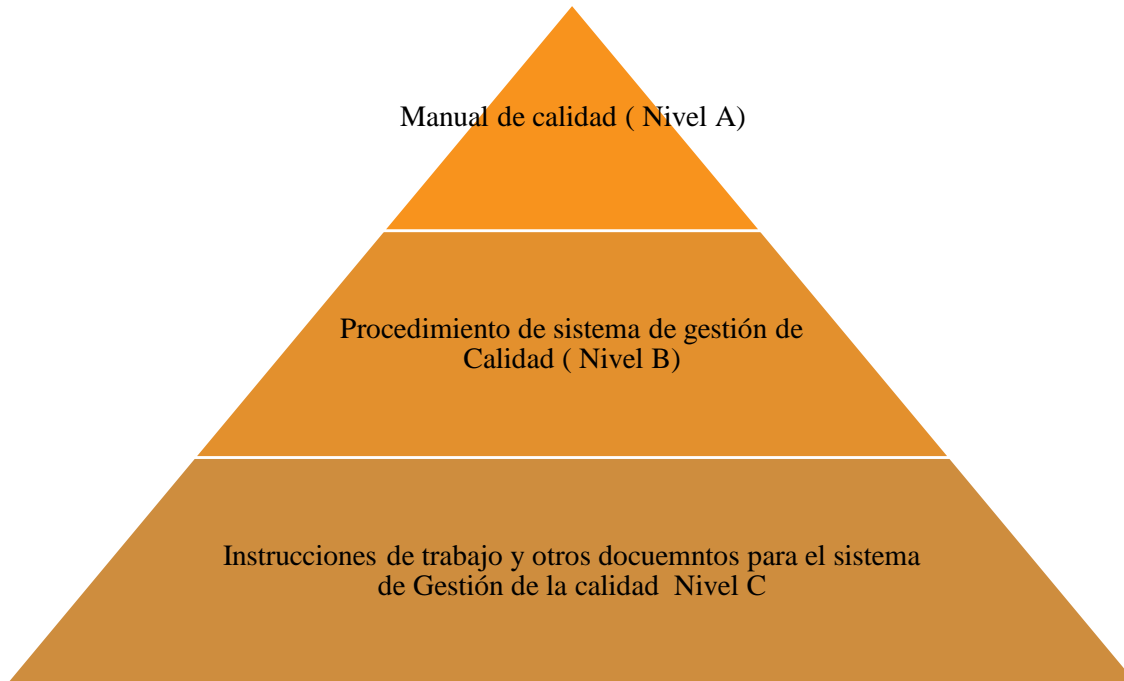 Manual de calidad ( Nivel A)
Procedimiento de sistema de gestión de
Calidad ( Nivel B)
Instrucciones de trabajo y otros docuemntos para el sistema
de Gestión de la calidad  Nivel C